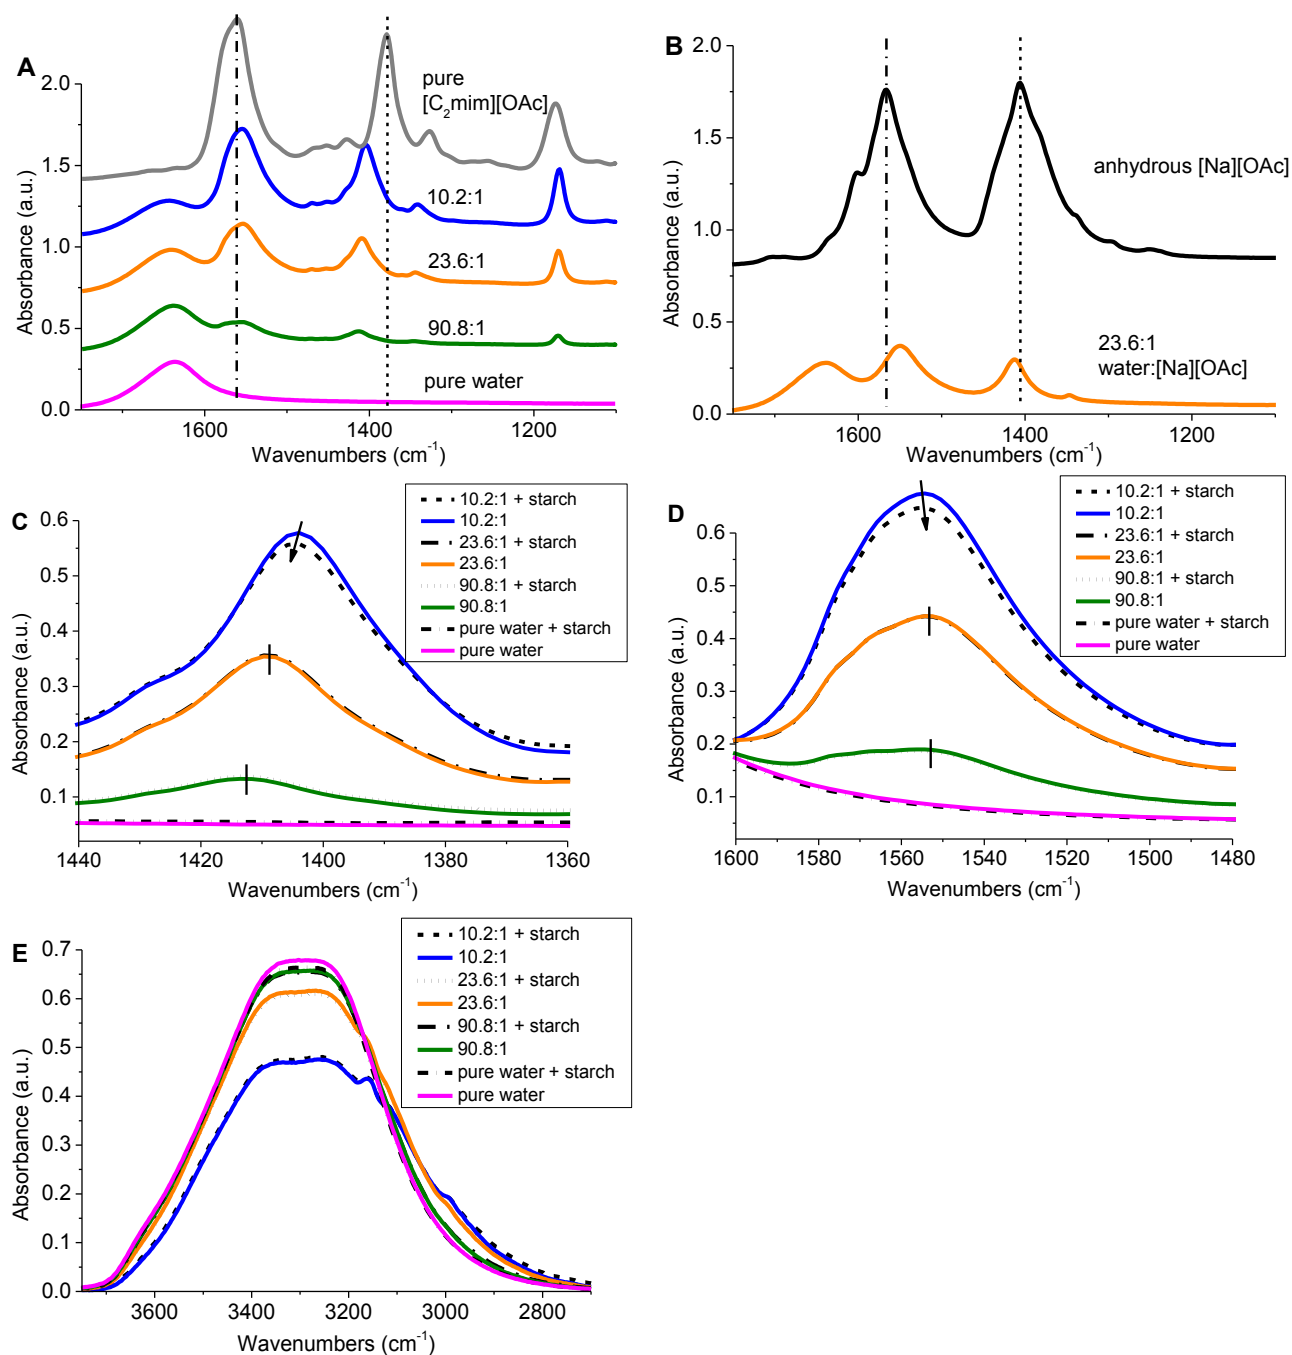 A
pure
[C₂mim][OAc]
10.2:1
23.6:1
90.8:1
pure water
2.0
1.5
1.0
0.5
0.0
Absorbance (a.u.)
1600 1400 1200
Wavenumbers (cm⁻¹)
B
anhydrous [Na][OAc]
23.6:1
water:[Na][OAc]
2.0
1.5
1.0
0.5
0.0
Absorbance (a.u.)
1600 1400 1200
Wavenumbers (cm⁻¹)
C
10.2:1 + starch
10.2:1
23.6:1 + starch
23.6:1
90.8:1 + starch
90.8:1
pure water + starch
pure water
0.6
0.5
0.4
0.3
0.2
0.1
Absorbance (a.u.)
1440 1420 1400 1380 1360
Wavenumbers (cm⁻¹)
D
10.2:1 + starch
10.2:1
23.6:1 + starch
23.6:1
90.8:1 + starch
90.8:1
pure water + starch
pure water
0.6
0.5
0.4
0.3
0.2
0.1
Absorbance (a.u.)
1600 1580 1560 1540 1520 1500 1480
Wavenumbers (cm⁻¹)
E
10.2:1 + starch
10.2:1
23.6:1 + starch
23.6:1
90.8:1 + starch
90.8:1
pure water + starch
pure water
0.7
0.6
0.5
0.4
0.3
0.2
0.1
0.0
Absorbance (a.u.)
3600 3400 3200 3000 2800
Wavenumbers (cm⁻¹)